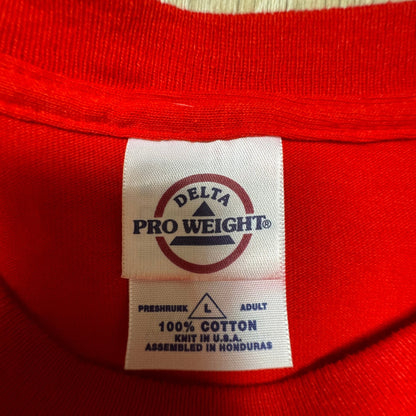 DELTA
PRO WEIGHT®
PRESHRUNK L ADULT
100% COTTON
KNIT IN U.S.A.
ASSEMBLED IN HONDURAS